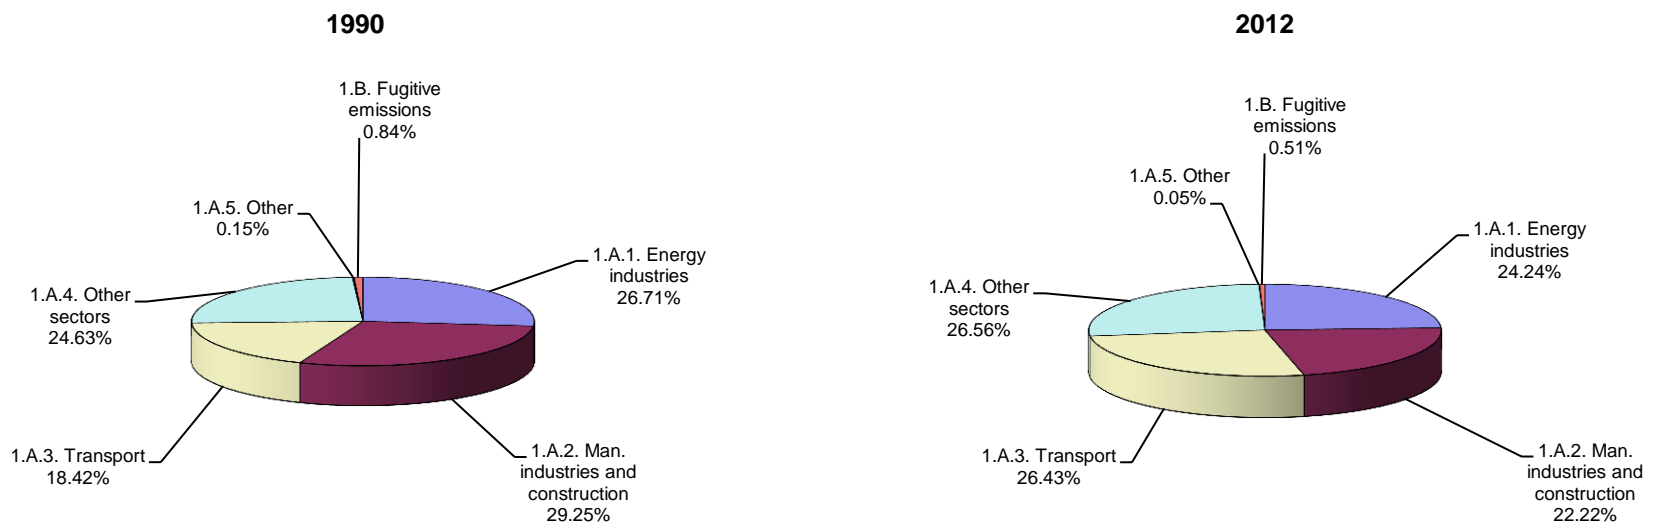 1990
1.B. Fugitive
emissions
0.84%
1.A.5. Other
0.15%
1.A.1. Energy
industries
26.71%
1.A.4. Other
sectors
24.63%
1.A.3. Transport
18.42%
1.A.2. Man.
industries and
construction
29.25%
2012
1.B. Fugitive
emissions
0.51%
1.A.5. Other
0.05%
1.A.1. Energy
industries
24.24%
1.A.4. Other
sectors
26.56%
1.A.3. Transport
26.43%
1.A.2. Man.
industries and
construction
22.22%